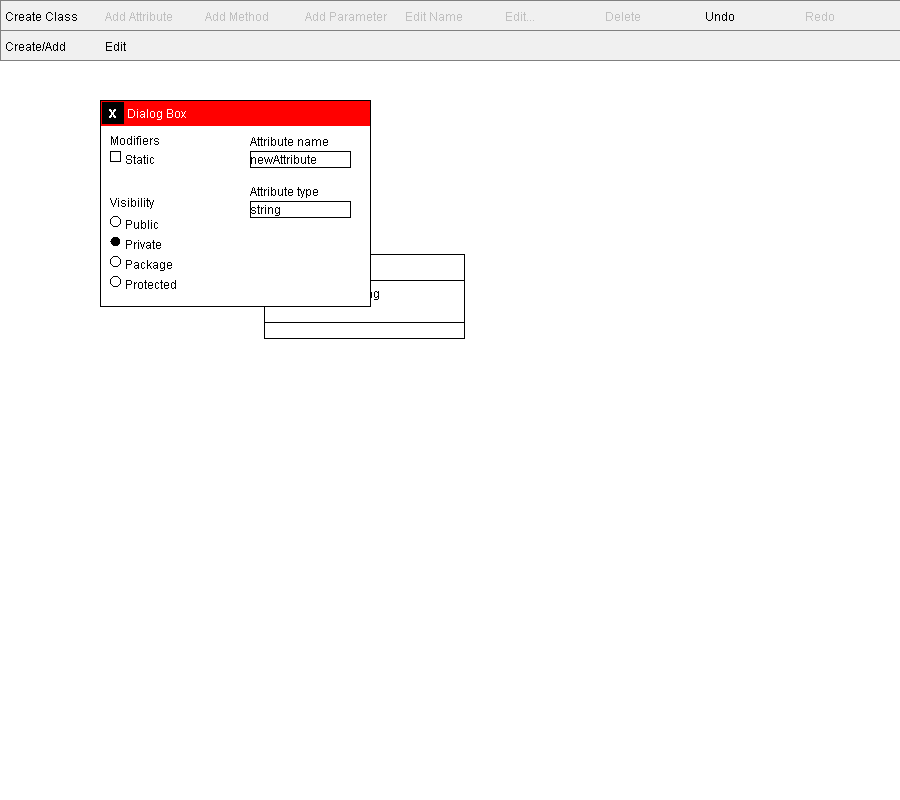 Create Class Add Attribute Add Method Add Parameter Edit Name Edit... Delete Undo Redo
Create/Add Edit
X Dialog Box
Modifiers
Static
Attribute name
newAttribute
Attribute type
string
Visibility
Public
Private
Package
Protected